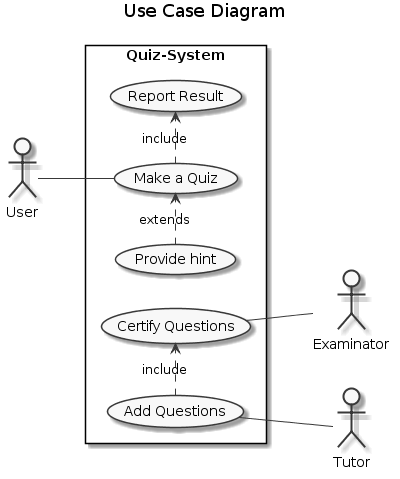 Use Case Diagram
Quiz-System
Report Result
include
Make a Quiz
User
extends
Provide hint
Certify Questions
Examinator
include
Add Questions
Tutor